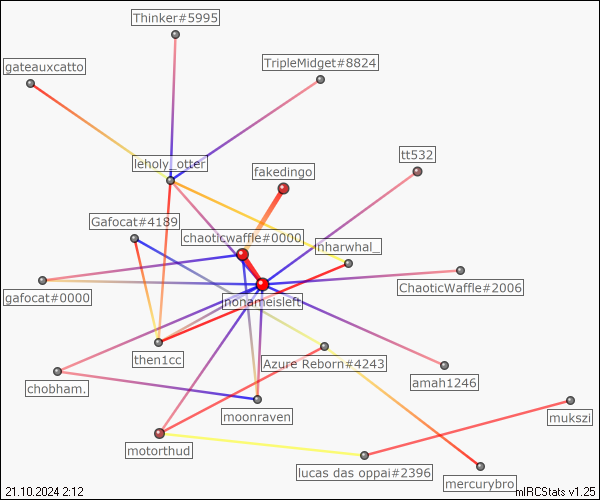 Thinker#5995
gateauxcatto
TripleMidget#8824
tt532
leholy_otter
fakedingo
Gafocat#4189
chaoticwaffle#0000
nharwhal_
gafocat#0000
nonameisleft
ChaoticWaffle#2006
then1cc
Azure Reborn#4243
chobham.
amah1246
moonraven
mukszi
motorthud
lucas das oppai#2396
mercurybro
21.10.2024 2:12
mIRCStats v1.25